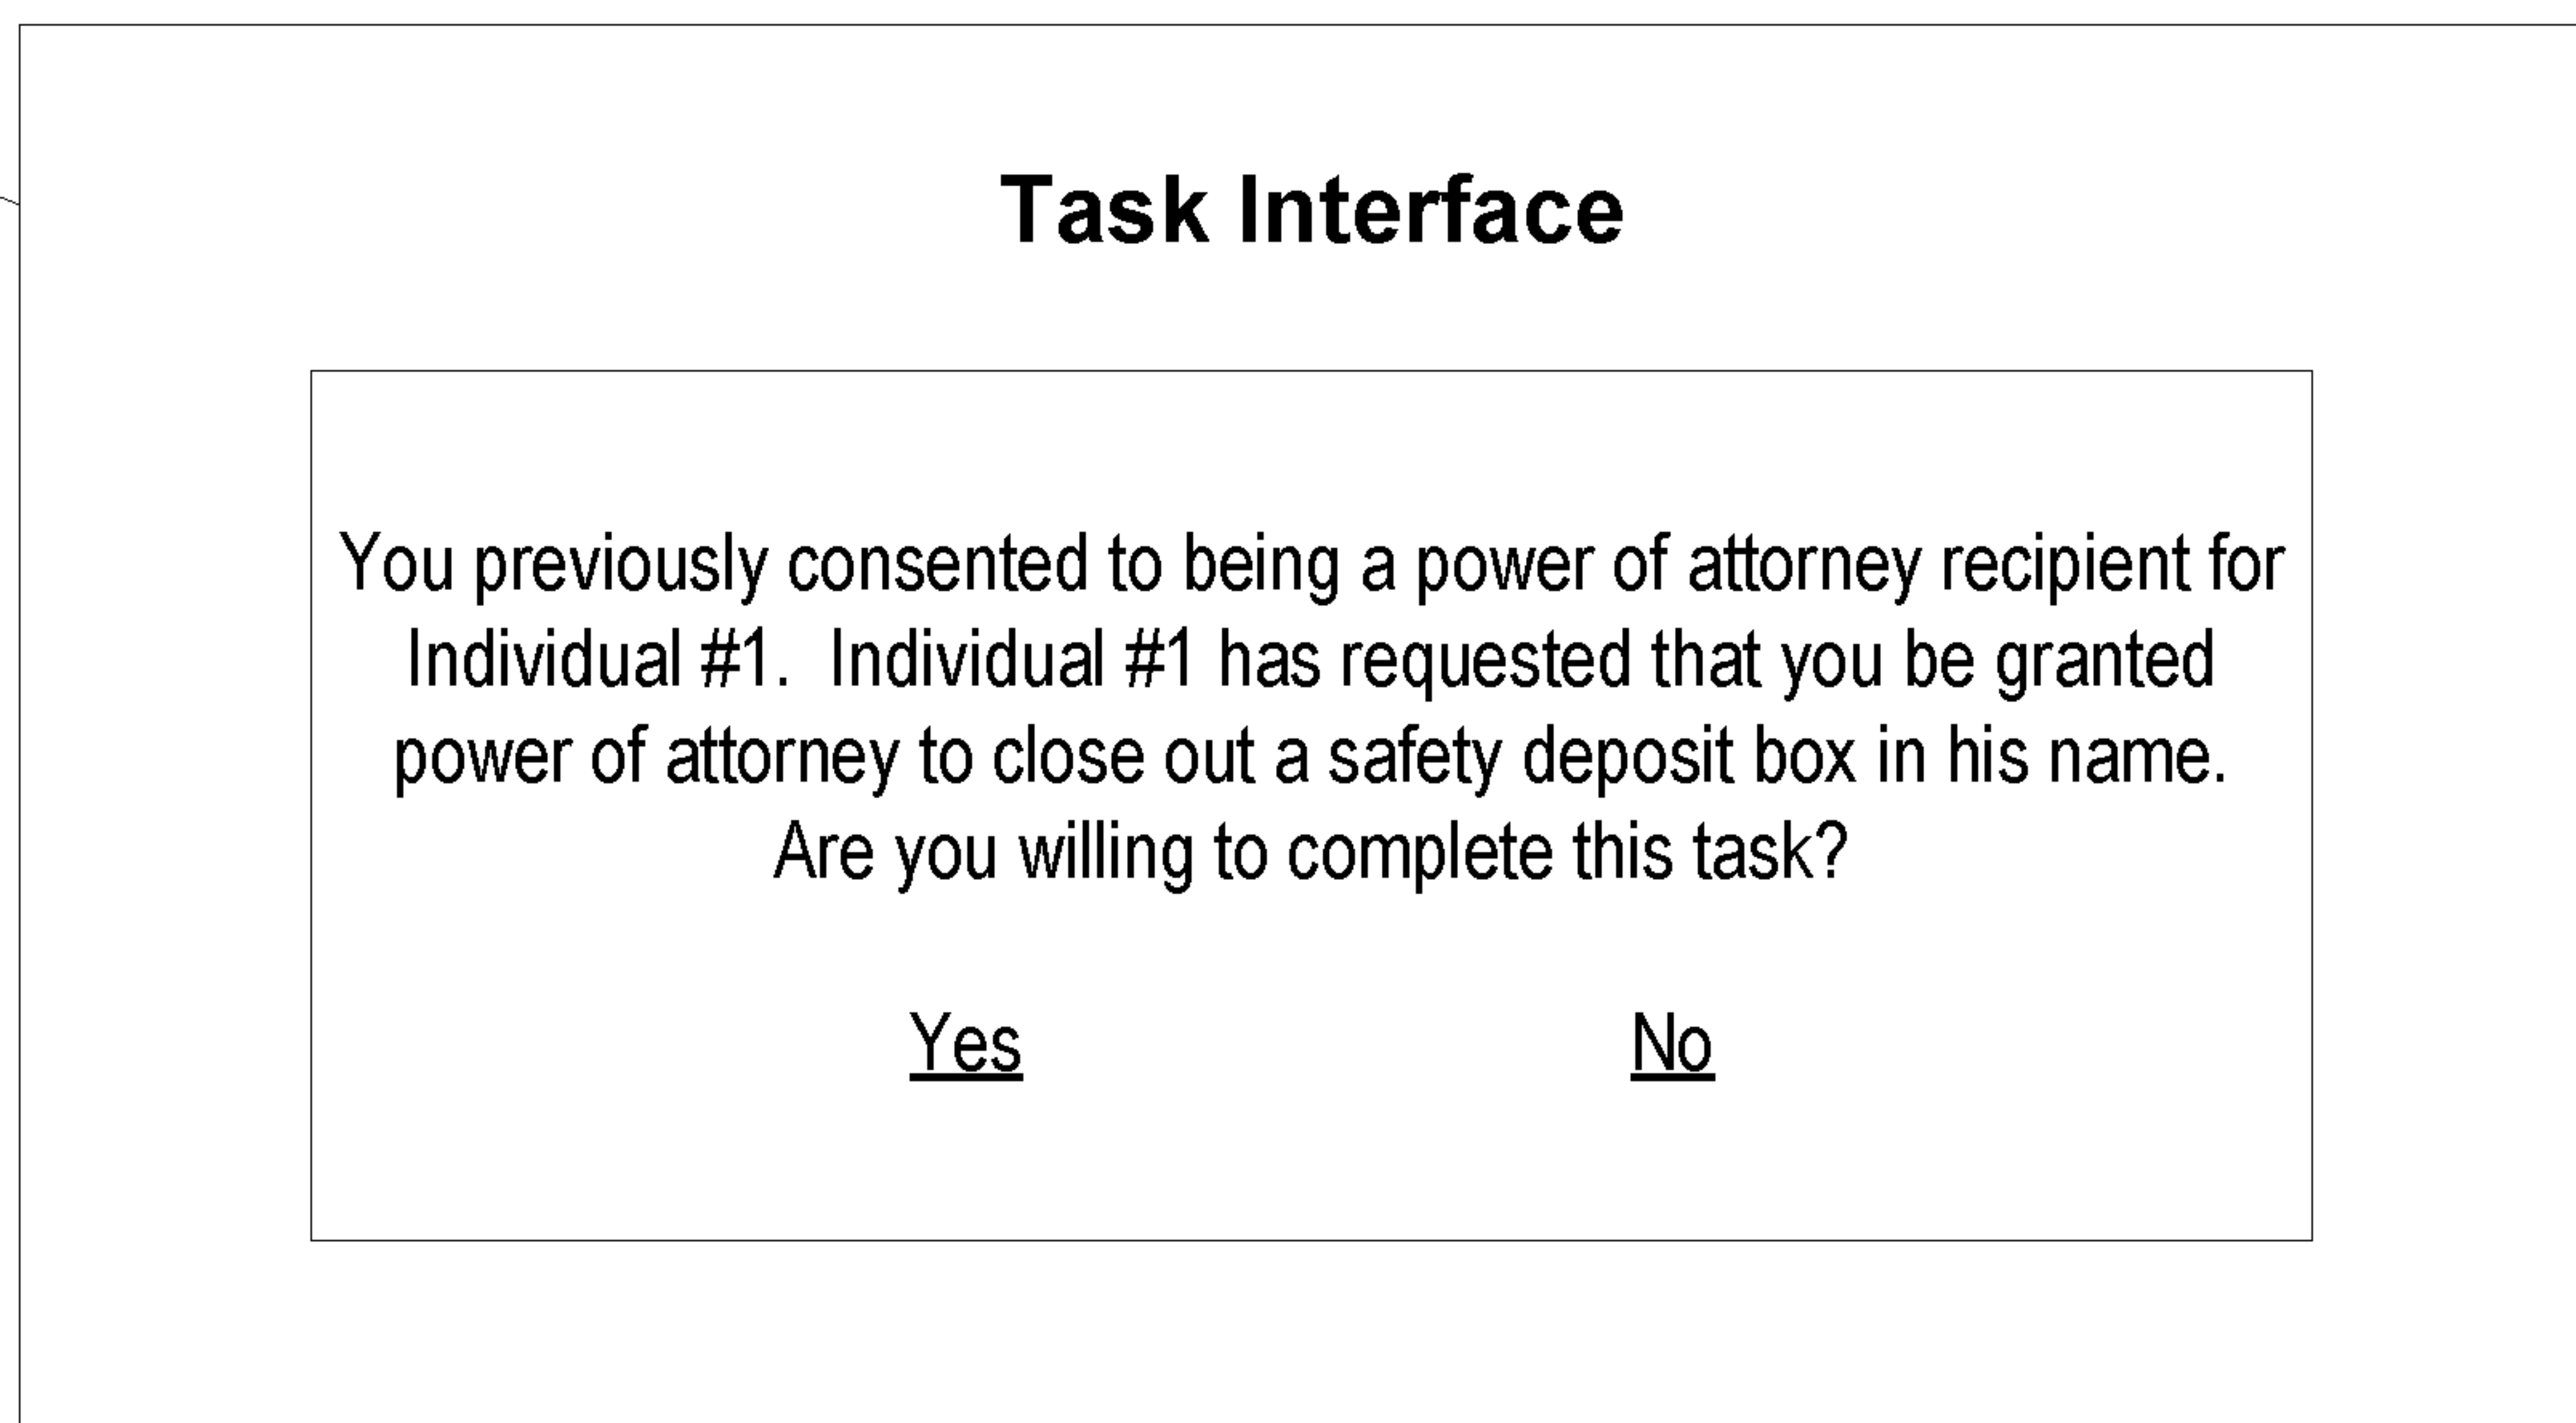 Task Interface
You previously consented to being a power of attorney recipient for
Individual #1.  Individual #1 has requested that you be granted
power of attorney to close out a safety deposit box in his name.
Are you willing to complete this task?
Yes No